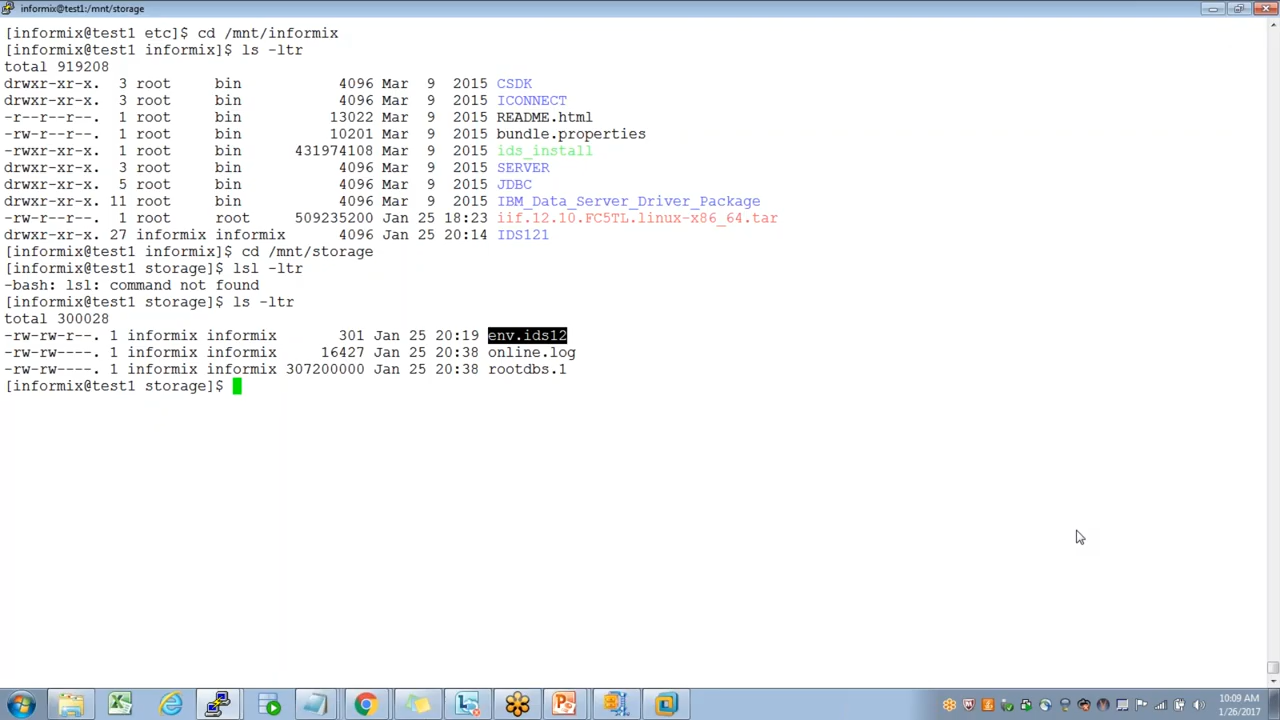 informix@test1:/mnt/storage
[informix@test1 etc]$ cd /mnt/informix
[informix@test1 informix]$ ls -ltr
total 919208
drwxr-xr-x. 3 root bin 4096 Mar 9 2015 CSDK
drwxr-xr-x. 3 root bin 4096 Mar 9 2015 ICONNECT
-r--r--r--. 1 root bin 13022 Mar 9 2015 README.html
-rw-r--r--. 1 root bin 10201 Mar 9 2015 bundle.properties
-rwxr-xr-x. 1 root bin 431974108 Mar 9 2015 ids_install
drwxr-xr-x. 3 root bin 4096 Mar 9 2015 SERVER
drwxr-xr-x. 5 root bin 4096 Mar 9 2015 JDBC
drwxr-xr-x. 11 root bin 4096 Mar 9 2015 IBM_Data_Server_Driver_Package
-rw-r--r--. 1 root root 509235200 Jan 25 18:23 iif.12.10.FC5TL.linux-x86_64.tar
drwxr-xr-x. 27 informix informix 4096 Jan 25 20:14 IDS121
[informix@test1 informix]$ cd /mnt/storage
[informix@test1 storage]$ lsl -ltr
-bash: lsl: command not found
[informix@test1 storage]$ ls -ltr
total 300028
-rw-rw-r--. 1 informix informix 301 Jan 25 20:19 env.ids12
-rw-rw----. 1 informix informix 16427 Jan 25 20:38 online.log
-rw-rw----. 1 informix informix 307200000 Jan 25 20:38 rootdbs.1
[informix@test1 storage]$
10:09 AM
1/26/2017